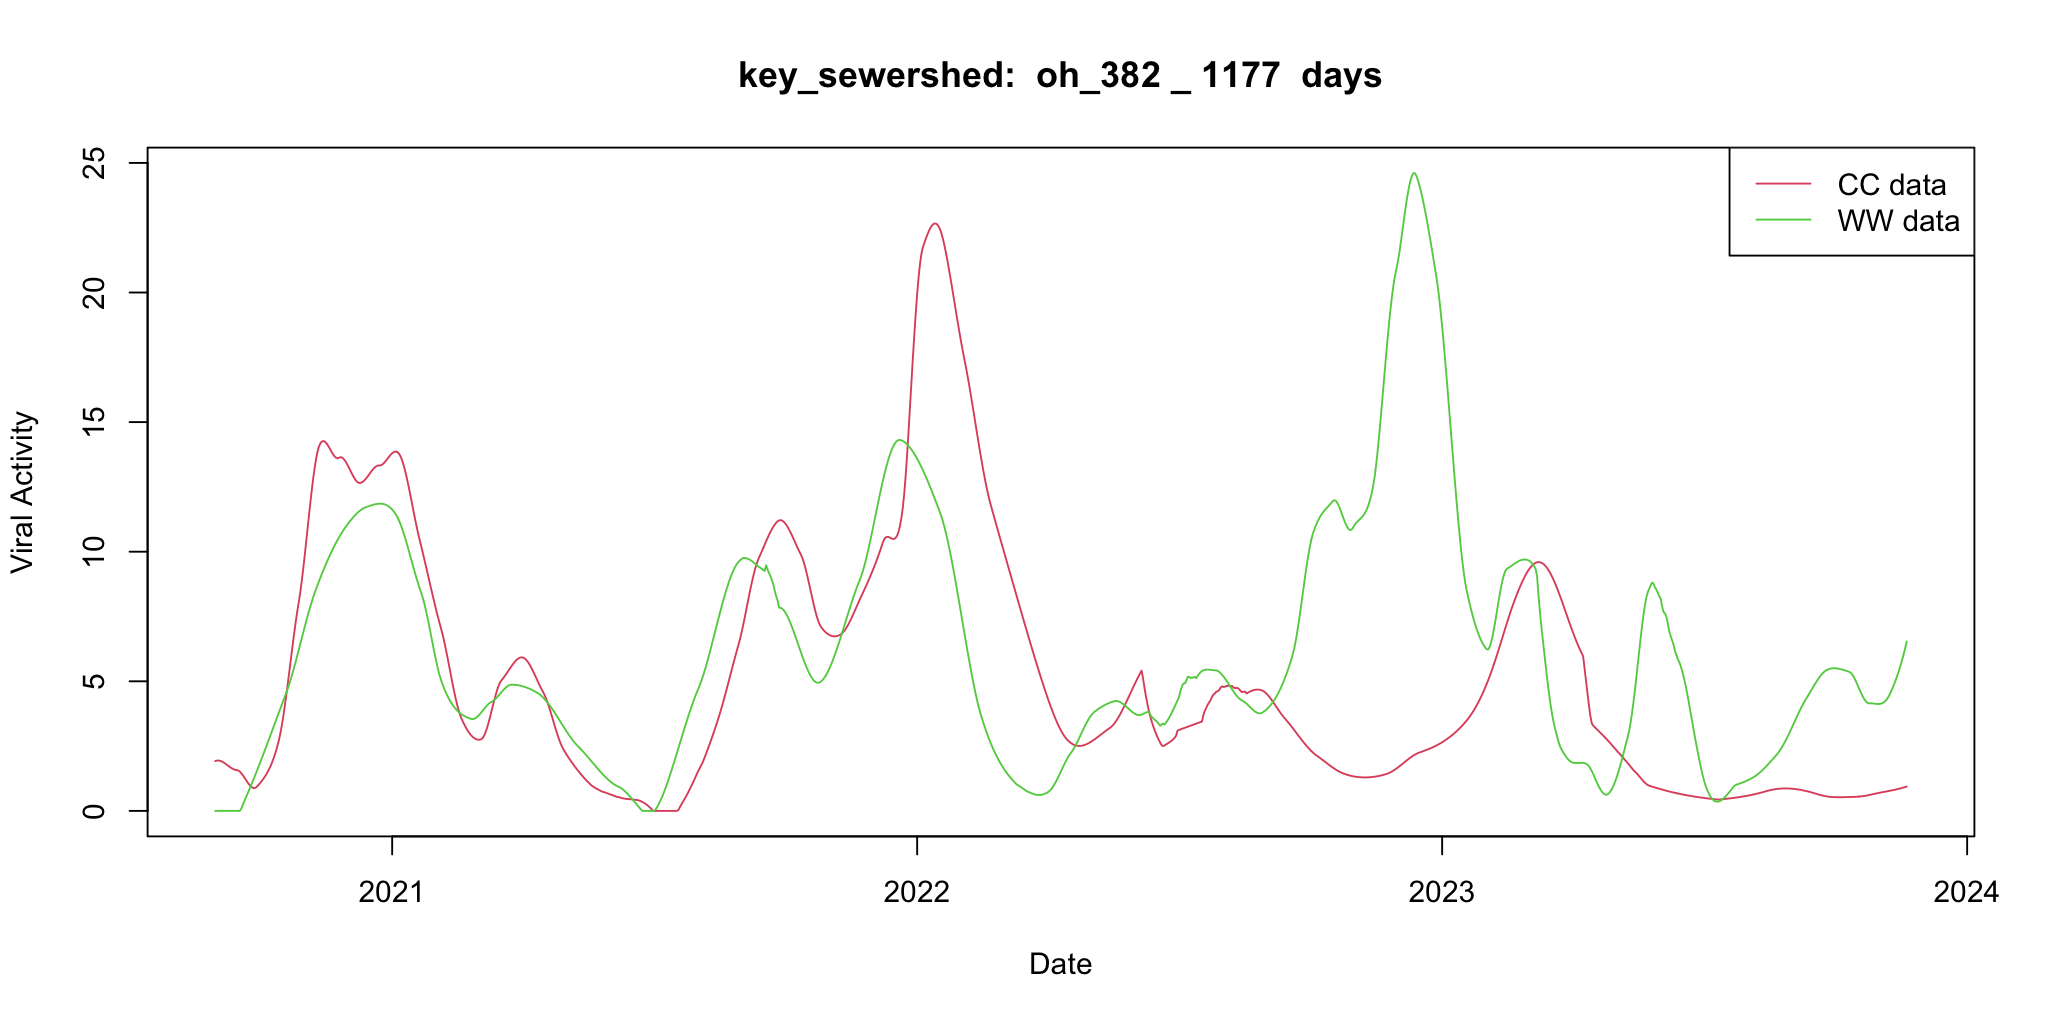 key_sewershed:  oh_382 _ 1177  days
CC data
WW data
Viral Activity
25
20
15
10
5
0
2021
2022
2023
2024
Date